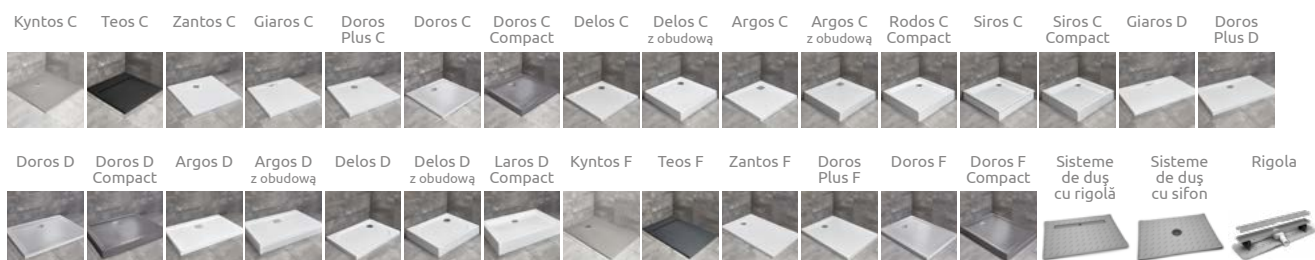 Kyntos C
Teos C
Zantos C
Giaros C
Doros
Plus C
Doros C
Doros C
Compact
Delos C
Delos C
z obudową
Argos C
Argos C
z obudową
Rodos C
Compact
Siros C
Siros C
Compact
Giaros D
Doros
Plus D
Doros D
Doros D
Compact
Argos D
Argos D
z obudową
Delos D
Delos D
z obudową
Laros D
Compact
Kyntos F
Teos F
Zantos F
Doros
Plus F
Doros F
Doros F
Compact
Sisteme
de duş
cu rigolă
Sisteme
de duş
cu sifon
Rigola